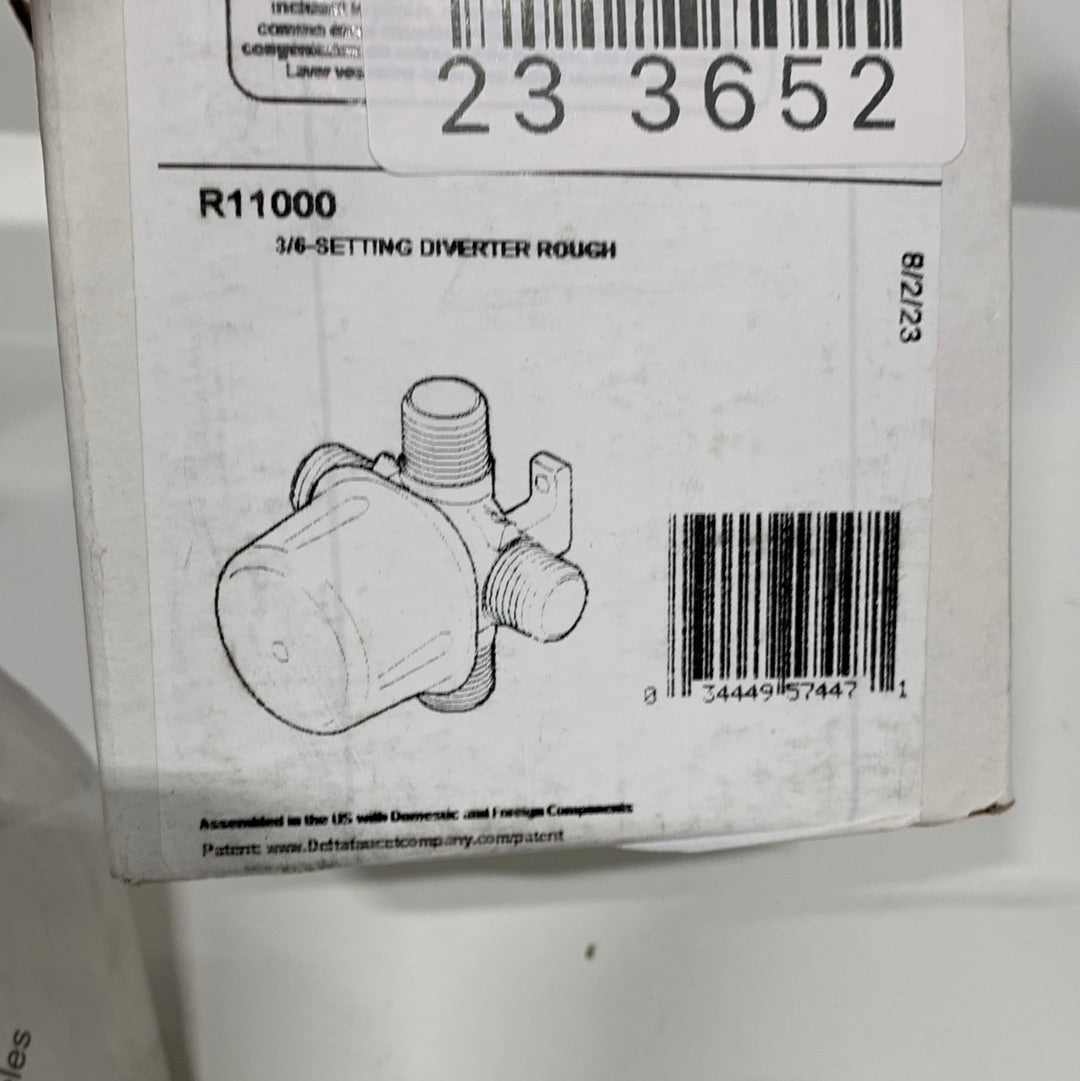 23 3652
R11000
3/6-SETTING DIVERTER ROUGH
8/2/23
0 34449 57447 1
Assembled in the US with Domestic and Foreign Components
Patent: www.Deltafaucetcompany.com/patent
les